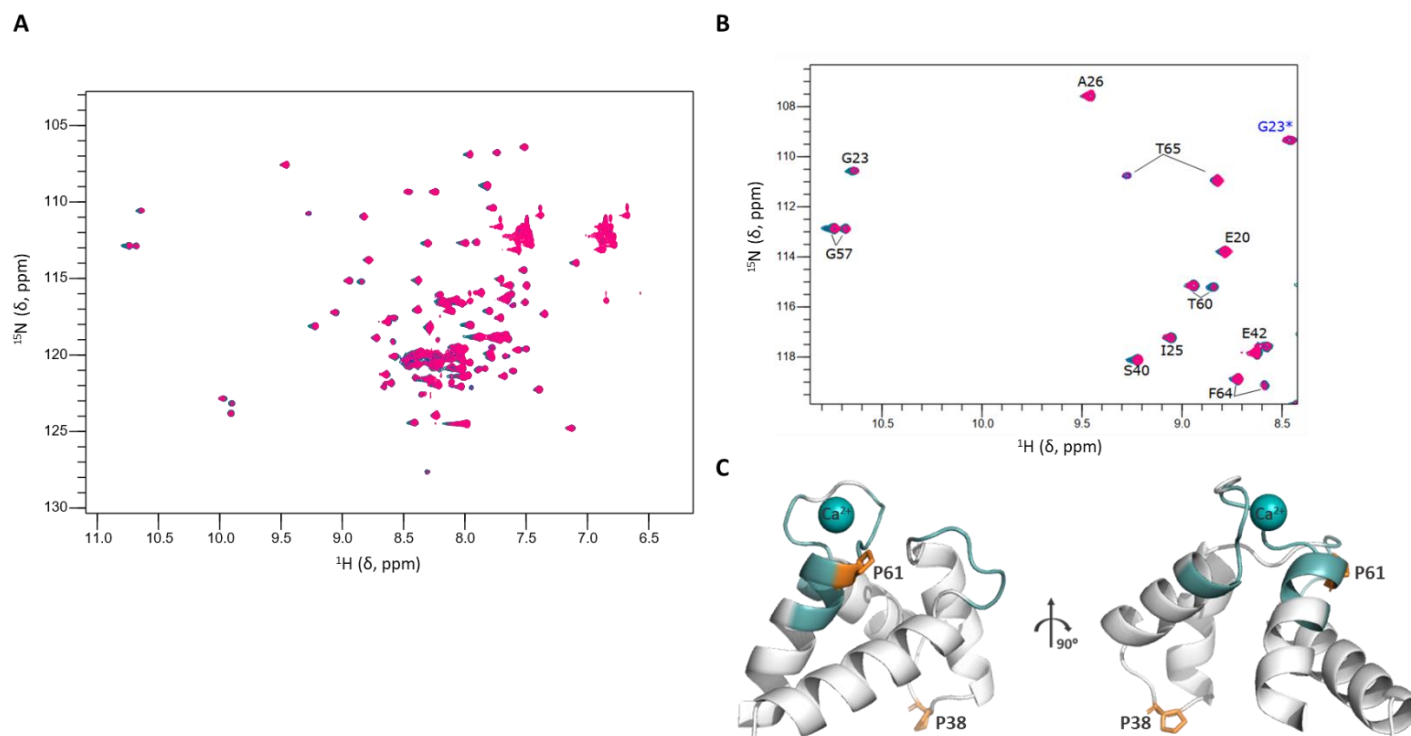 A
105
110
115
120
125
130
¹⁵N (δ, ppm)
11.0 10.5 10.0 9.5 9.0 8.5 8.0 7.5 7.0 6.5
¹H (δ, ppm)
B
108
110
112
114
116
118
¹⁵N (δ, ppm)
A26
G23*
T65
G23
G57
E20
T60
I25
E42
S40
F64
10.5 10.0 9.5 9.0 8.5
¹H (δ, ppm)
C
Ca²⁺
P61
P38
90º
Ca²⁺
P61
P38